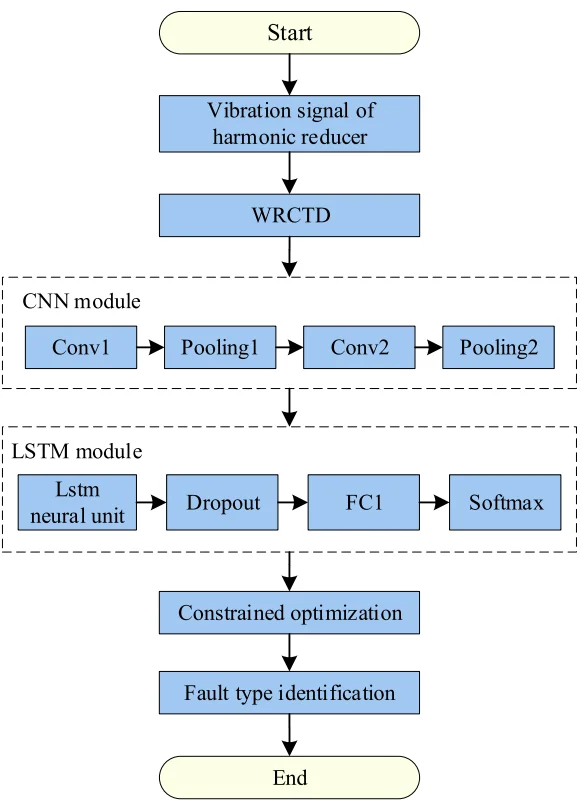 Start
Vibration signal of
harmonic reducer
WRCTD
CNN module
Conv1
Pooling1
Conv2
Pooling2
LSTM module
Lstm
neural unit
Dropout
FC1
Softmax
Constrained optimization
Fault type identification
End